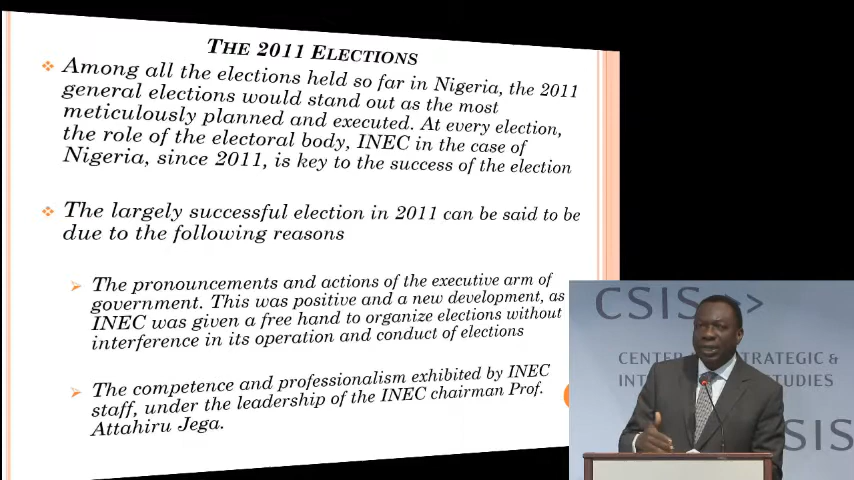 THE 2011 ELECTIONS
Among all the elections held so far in Nigeria, the 2011
general elections would stand out as the most
meticulously planned and executed. At every election,
the role of the electoral body, INEC in the case of
Nigeria, since 2011, is key to the success of the election
The largely successful election in 2011 can be said to be
due to the following reasons
The pronouncements and actions of the executive arm of
government. This was positive and a new development, as
INEC was given a free hand to organize elections without
interference in its operation and conduct of elections
The competence and professionalism exhibited by INEC
staff, under the leadership of the INEC chairman Prof.
Attahiru Jega.
CSIS
CENTER TRATEGIC &
INT STUDIES
SIS